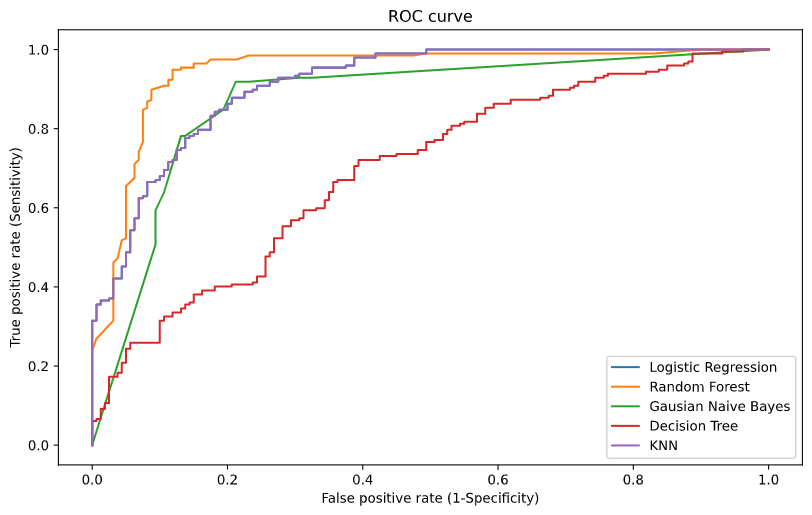 ROC curve
True positive rate (Sensitivity)
1.0
0.8
0.6
0.4
0.2
0.0
0.0 0.2 0.4 0.6 0.8 1.0
False positive rate (1-Specificity)
Logistic Regression
Random Forest
Gausian Naive Bayes
Decision Tree
KNN